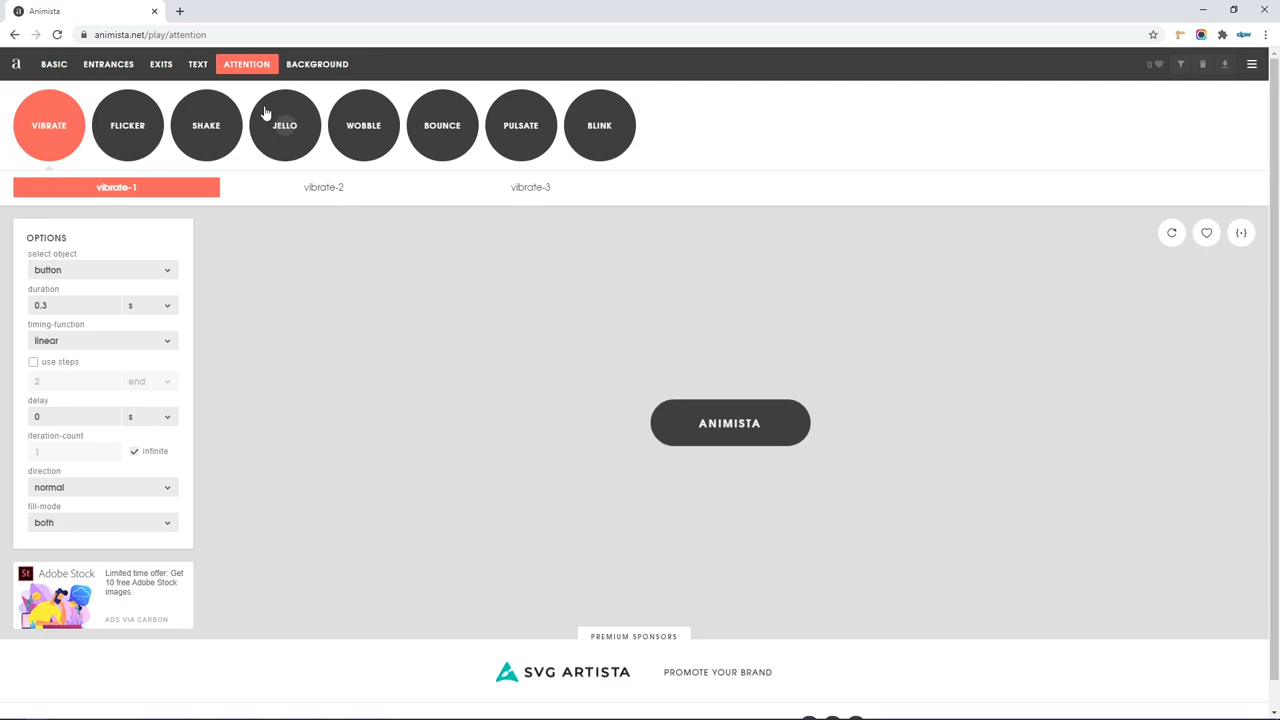 Animista
animista.net/play/attention
a BASIC ENTRANCES EXITS TEXT ATTENTION BACKGROUND 0
VIBRATE FLICKER SHAKE JELLO WOBBLE BOUNCE PULSATE BLINK
vibrate-1 vibrate-2 vibrate-3
OPTIONS
select object
button
duration
0.3 s
timing-function
linear
use steps
2 end
delay
0 s
iteration-count
1 infinite
direction
normal
fill-mode
both
ANIMISTA
St Adobe Stock
Limited time offer: Get
10 free Adobe Stock
images.
ADS VIA CARBON
PREMIUM SPONSORS
SVG ARTISTA PROMOTE YOUR BRAND